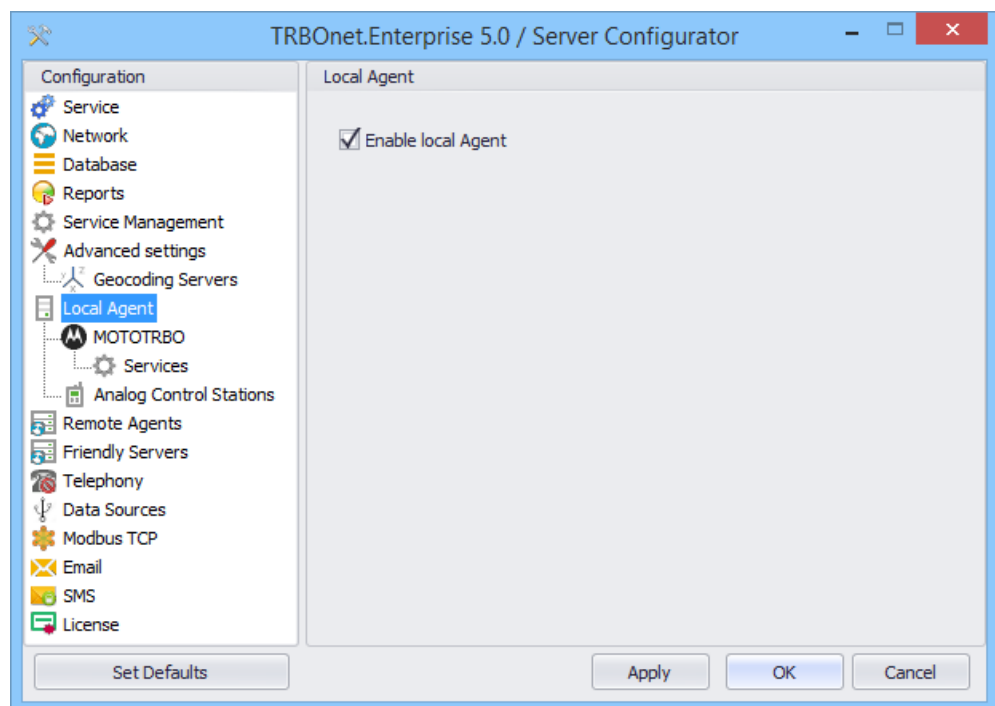 TRBOnet.Enterprise 5.0 / Server Configurator
Configuration
Service
Network
Database
Reports
Service Management
Advanced settings
Geocoding Servers
Local Agent
MOTOTRBO
Services
Analog Control Stations
Remote Agents
Friendly Servers
Telephony
Data Sources
Modbus TCP
Email
SMS
License
Local Agent
Enable local Agent
Set Defaults
Apply
OK
Cancel